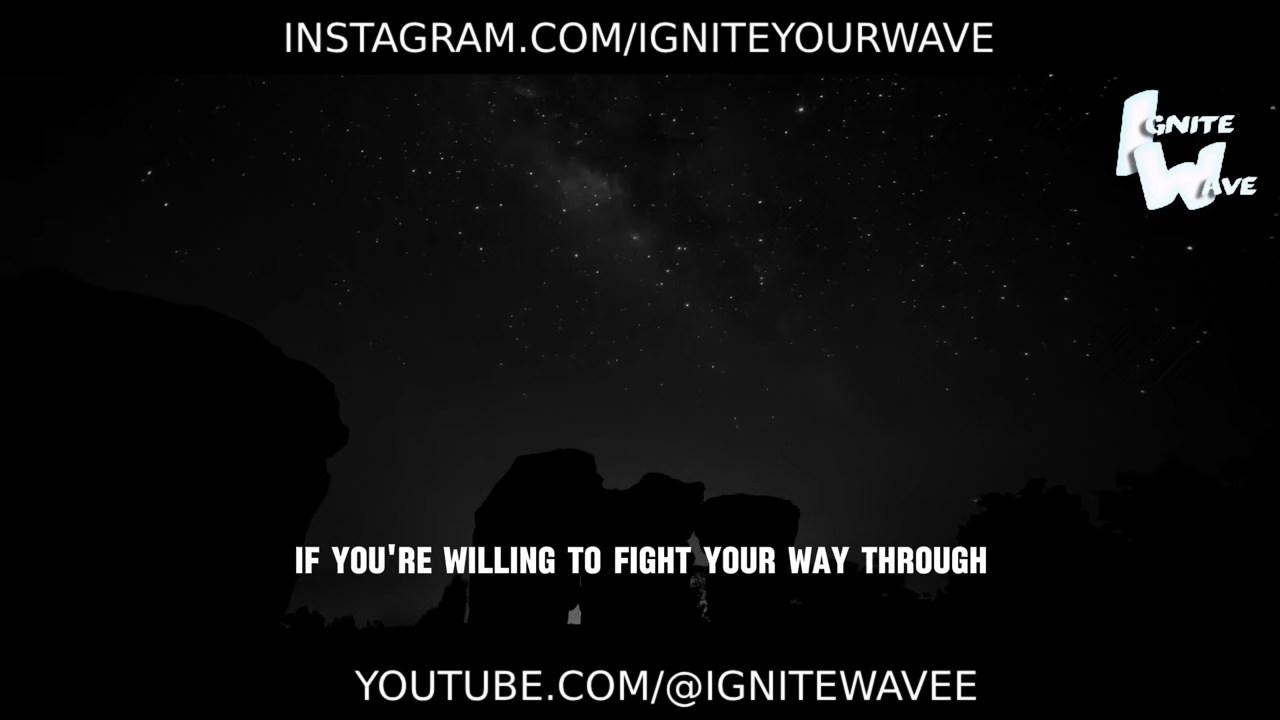 INSTAGRAM.COM/IGNITEYOURWAVE
IGNITE
WAVE
IF YOU'RE WILLING TO FIGHT YOUR WAY THROUGH
YOUTUBE.COM/@IGNITEWAVEE